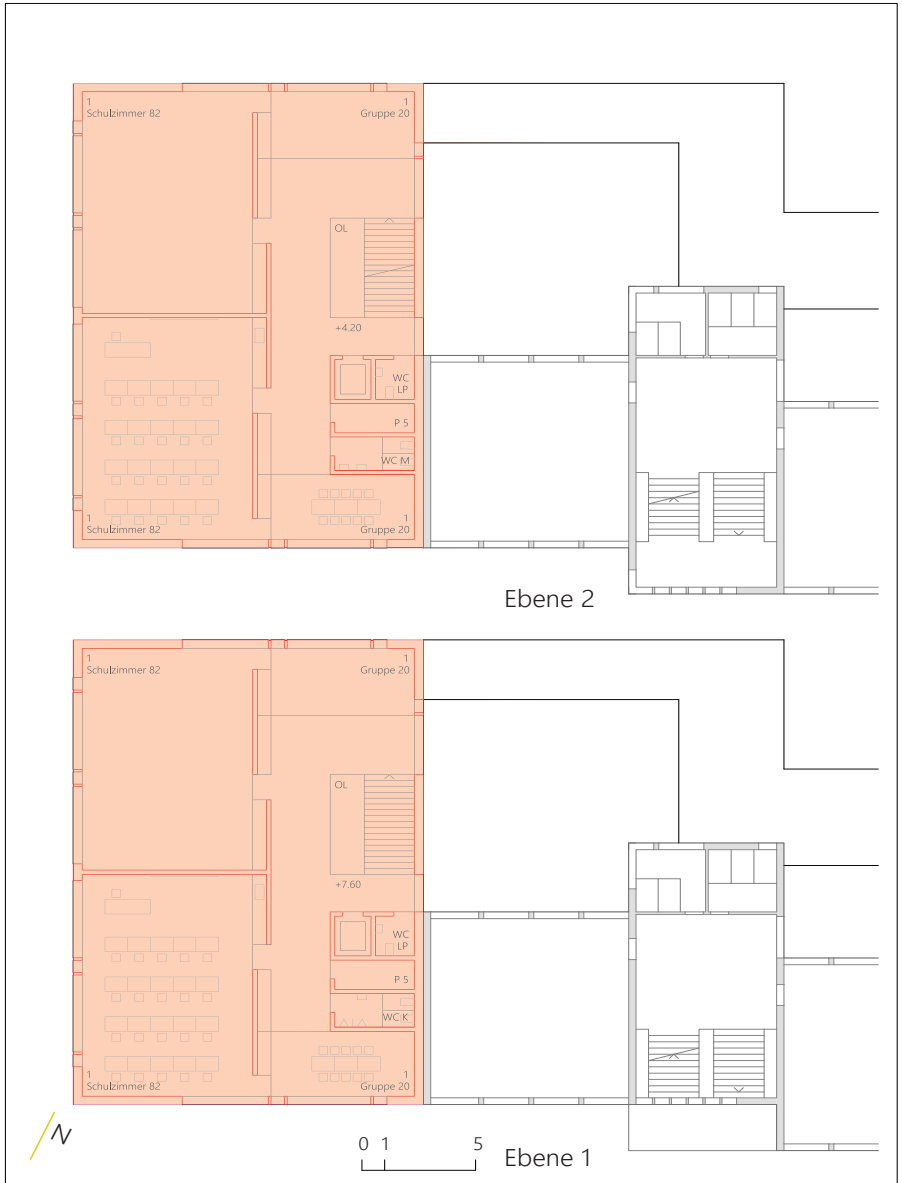 1
Schulzimmer 82
1
Gruppe 20
OL
+4.20
WC
LP
P 5
WC M
1
Schulzimmer 82
1
Gruppe 20
Ebene 2
1
Schulzimmer 82
1
Gruppe 20
OL
+7.60
WC
LP
P 5
WC K
1
Schulzimmer 82
1
Gruppe 20
N
0 1 5
Ebene 1